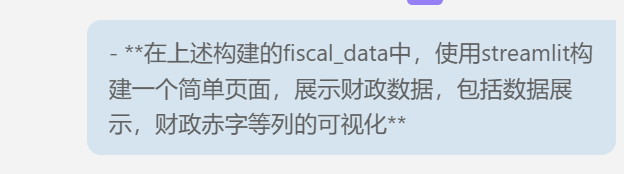 - **在上述构建的fiscal_data中，使用streamlit构
建一个简单页面，展示财政数据，包括数据展
示，财政赤字等列的可视化**